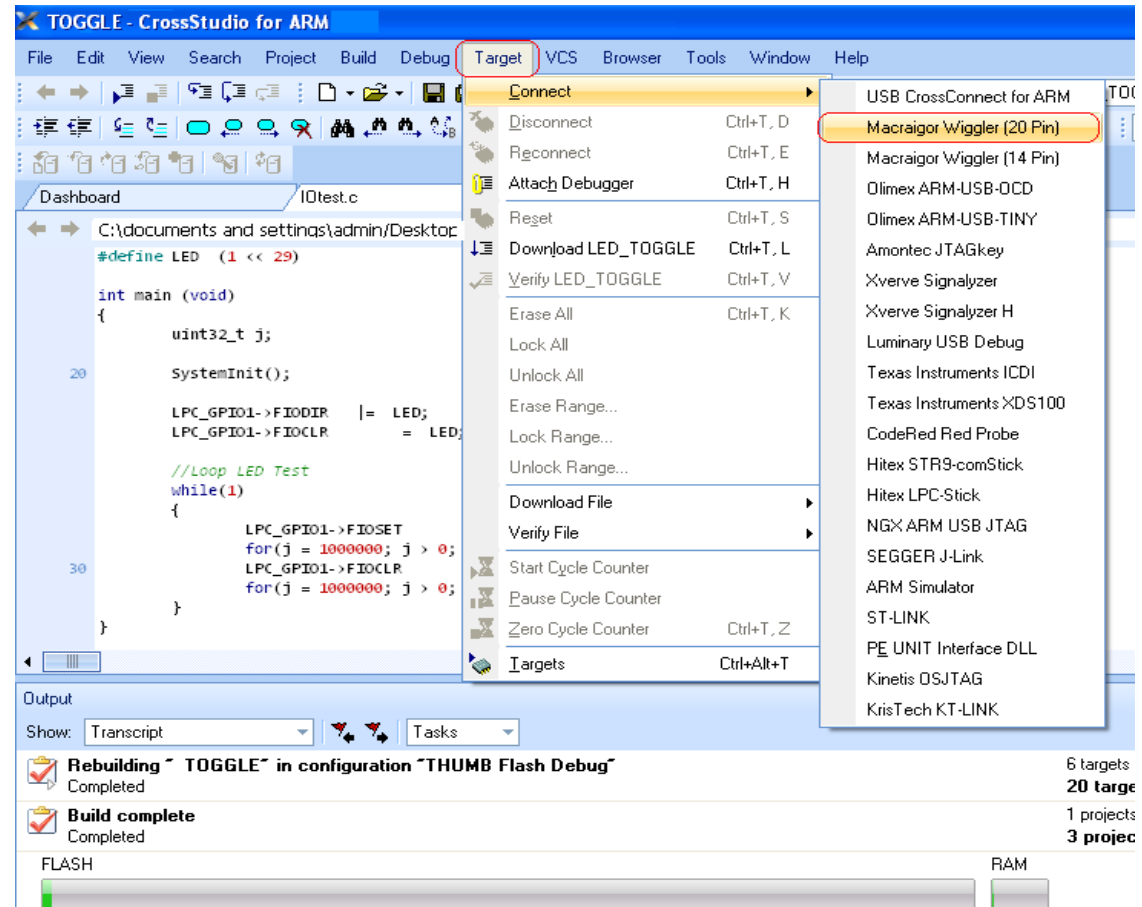 TOGGLE - CrossStudio for ARM
File Edit View Search Project Build Debug Target VCS Browser Tools Window Help
Dashboard IOtest.c
C:\documents and settings\admin/Desktop
#define LED (1 << 29)
int main (void)
{
uint32_t j;
20 SystemInit();
LPC_GPIO1->FIODIR |= LED;
LPC_GPIO1->FIOCLR = LED;
//Loop LED Test
while(1)
{
LPC_GPIO1->FIOSET
for(j = 1000000; j > 0;
30 LPC_GPIO1->FIOCLR
for(j = 1000000; j > 0;
}
}
Connect
Disconnect Ctrl+T, D
Reconnect Ctrl+T, E
Attach Debugger Ctrl+T, H
Reset Ctrl+T, S
Download LED_TOGGLE Ctrl+T, L
Verify LED_TOGGLE Ctrl+T, V
Erase All Ctrl+T, K
Lock All
Unlock All
Erase Range...
Lock Range...
Unlock Range...
Download File
Verify File
Start Cycle Counter
Pause Cycle Counter
Zero Cycle Counter Ctrl+T, Z
Targets Ctrl+Alt+T
USB CrossConnect for ARM
Macraigor Wiggler (20 Pin)
Macraigor Wiggler (14 Pin)
Olimex ARM-USB-OCD
Olimex ARM-USB-TINY
Amontec JTAGkey
Xverve Signalyzer
Xverve Signalyzer H
Luminary USB Debug
Texas Instruments ICDI
Texas Instruments XDS100
CodeRed Red Probe
Hitex STR9-comStick
Hitex LPC-Stick
NGX ARM USB JTAG
SEGGER J-Link
ARM Simulator
ST-LINK
PE UNIT Interface DLL
Kinetis OSJTAG
KrisTech KT-LINK
Output
Show: Transcript Tasks
Rebuilding " TOGGLE" in configuration "THUMB Flash Debug" 6 targets
Completed 20 targe
Build complete 1 projects
Completed 3 projec
FLASH RAM